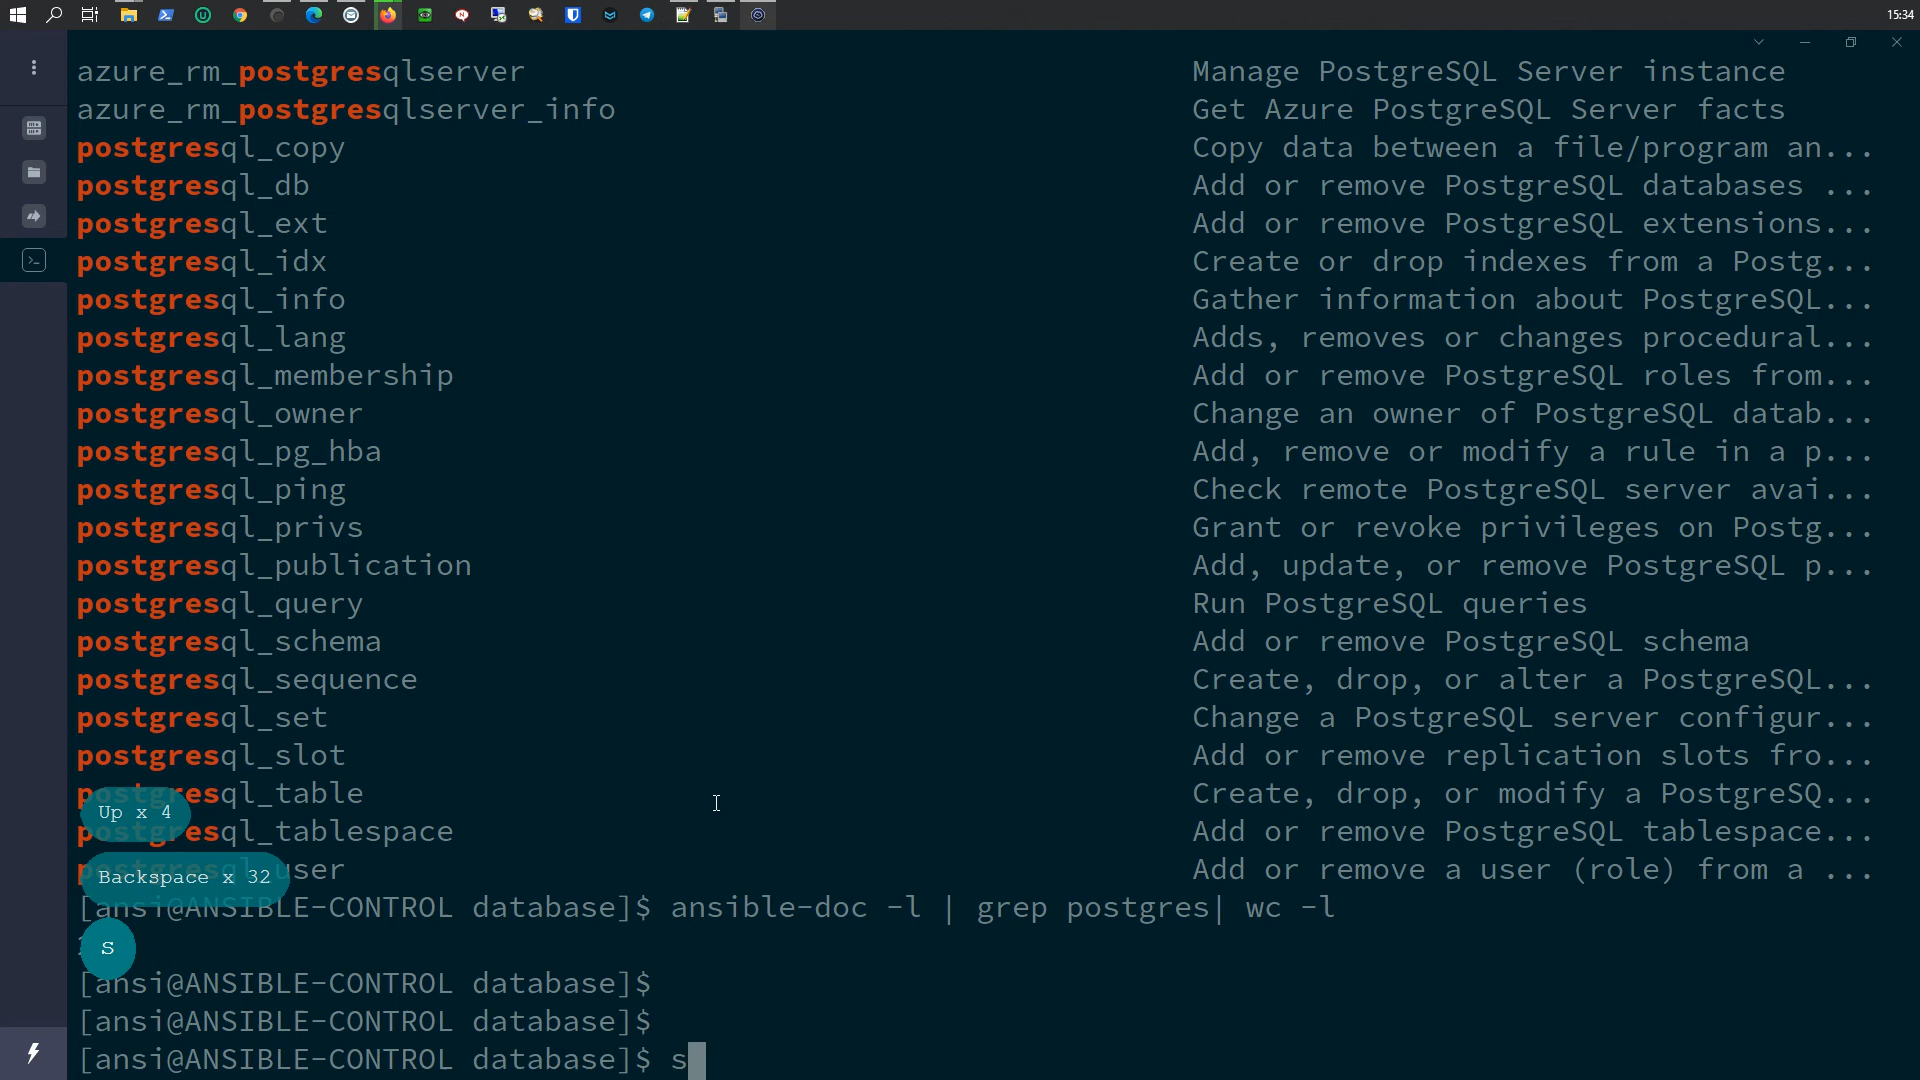 15:34
azure_rm_postgresqlserver Manage PostgreSQL Server instance
azure_rm_postgresqlserver_info Get Azure PostgreSQL Server facts
postgresql_copy Copy data between a file/program an...
postgresql_db Add or remove PostgreSQL databases ...
postgresql_ext Add or remove PostgreSQL extensions...
postgresql_idx Create or drop indexes from a Postg...
postgresql_info Gather information about PostgreSQL...
postgresql_lang Adds, removes or changes procedural...
postgresql_membership Add or remove PostgreSQL roles from...
postgresql_owner Change an owner of PostgreSQL datab...
postgresql_pg_hba Add, remove or modify a rule in a p...
postgresql_ping Check remote PostgreSQL server avai...
postgresql_privs Grant or revoke privileges on Postg...
postgresql_publication Add, update, or remove PostgreSQL p...
postgresql_query Run PostgreSQL queries
postgresql_schema Add or remove PostgreSQL schema
postgresql_sequence Create, drop, or alter a PostgreSQL...
postgresql_set Change a PostgreSQL server configur...
postgresql_slot Add or remove replication slots fro...
postgresql_table Create, drop, or modify a PostgreSQ...
Up x 4
postgresql_tablespace Add or remove PostgreSQL tablespace...
postgresql_user Add or remove a user (role) from a ...
Backspace x 32
[ansi@ANSIBLE-CONTROL database]$ ansible-doc -l | grep postgres| wc -l
S
[ansi@ANSIBLE-CONTROL database]$
[ansi@ANSIBLE-CONTROL database]$
[ansi@ANSIBLE-CONTROL database]$ s